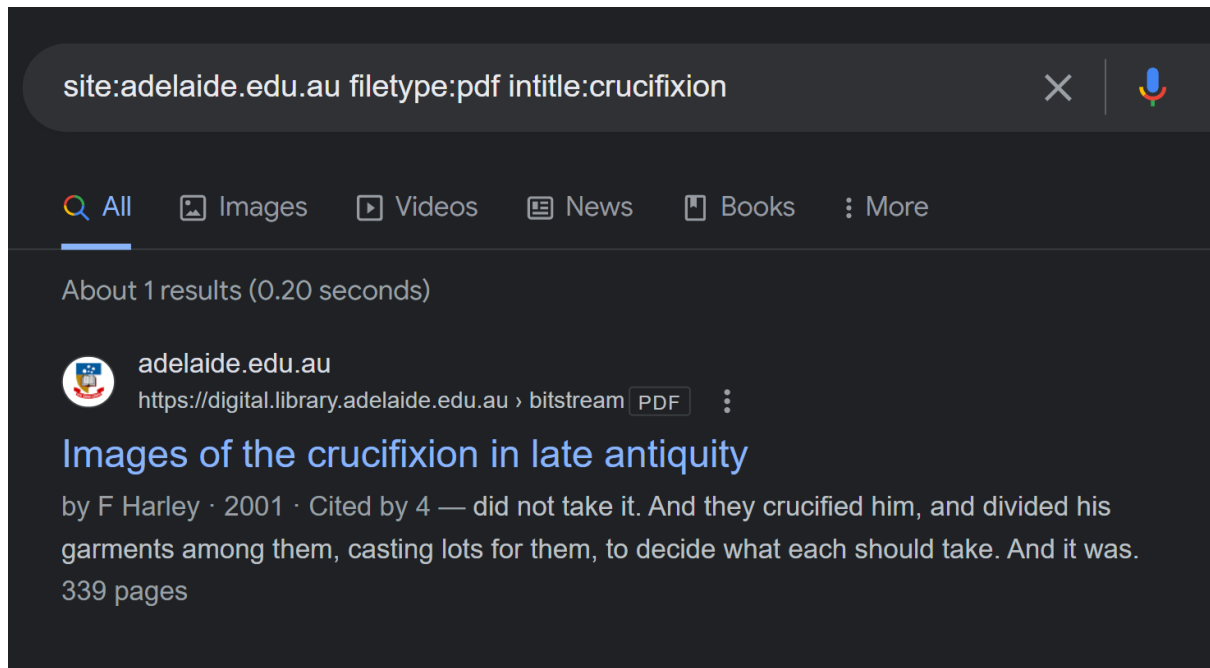 site:adelaide.edu.au filetype:pdf intitle:crucifixion
All Images Videos News Books More
About 1 results (0.20 seconds)
adelaide.edu.au
https://digital.library.adelaide.edu.au › bitstream PDF
Images of the crucifixion in late antiquity
by F Harley · 2001 · Cited by 4 — did not take it. And they crucified him, and divided his
garments among them, casting lots for them, to decide what each should take. And it was.
339 pages